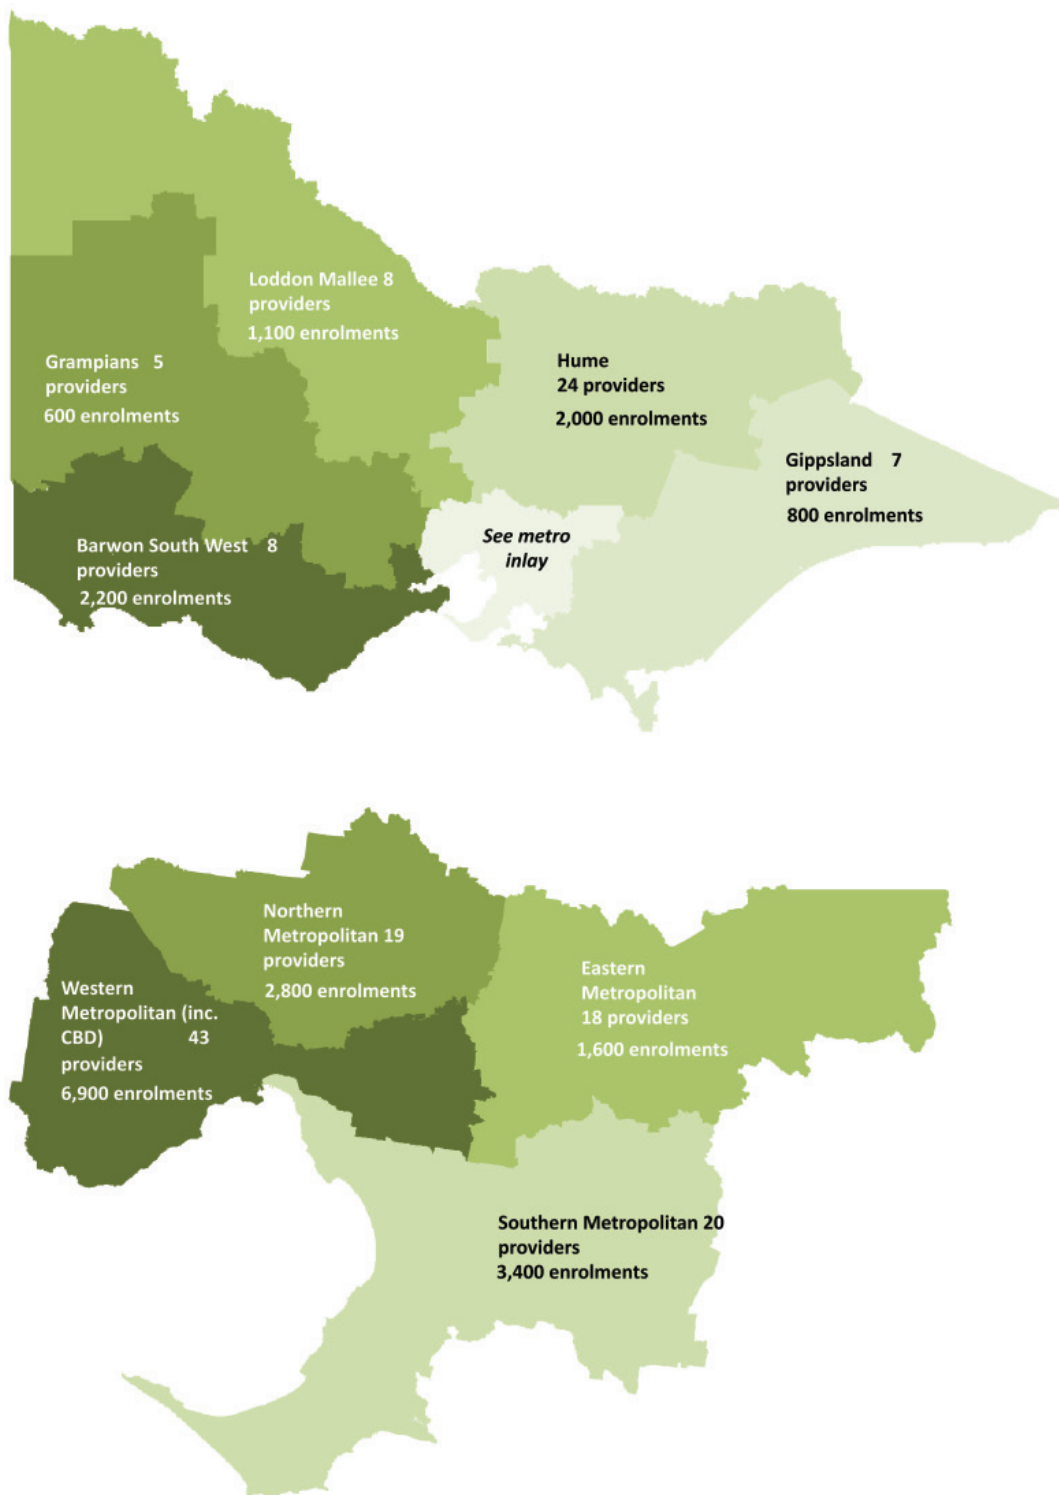 Loddon Mallee 8
providers
1,100 enrolments
Grampians 5
providers
600 enrolments
Hume
24 providers
2,000 enrolments
Gippsland 7
providers
800 enrolments
See metro
inlay
Barwon South West 8
providers
2,200 enrolments
Northern
Metropolitan 19
providers
2,800 enrolments
Eastern
Metropolitan
18 providers
1,600 enrolments
Western
Metropolitan (inc.
CBD) 43
providers
6,900 enrolments
Southern Metropolitan 20
providers
3,400 enrolments